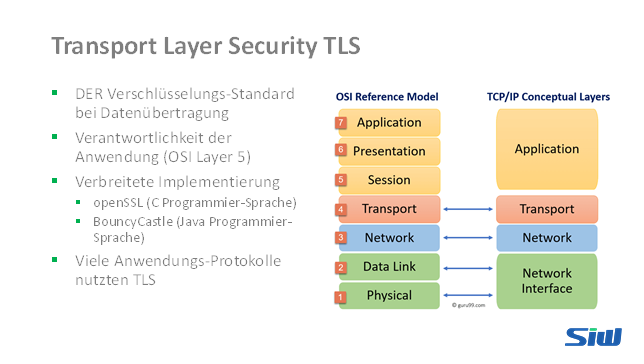 Transport Layer Security TLS
DER Verschlüsselungs-Standard
bei Datenübertragung
Verantwortlichkeit der
Anwendung (OSI Layer 5)
Verbreitete Implementierung
openSSL (C Programmier-Sprache)
BouncyCastle (Java Programmier-
Sprache)
Viele Anwendungs-Protokolle
nutzten TLS
OSI Reference Model
7 Application
6 Presentation
5 Session
4 Transport
3 Network
2 Data Link
1 Physical
TCP/IP Conceptual Layers
Application
Transport
Network
Network
Interface
© guru99.com
SIW